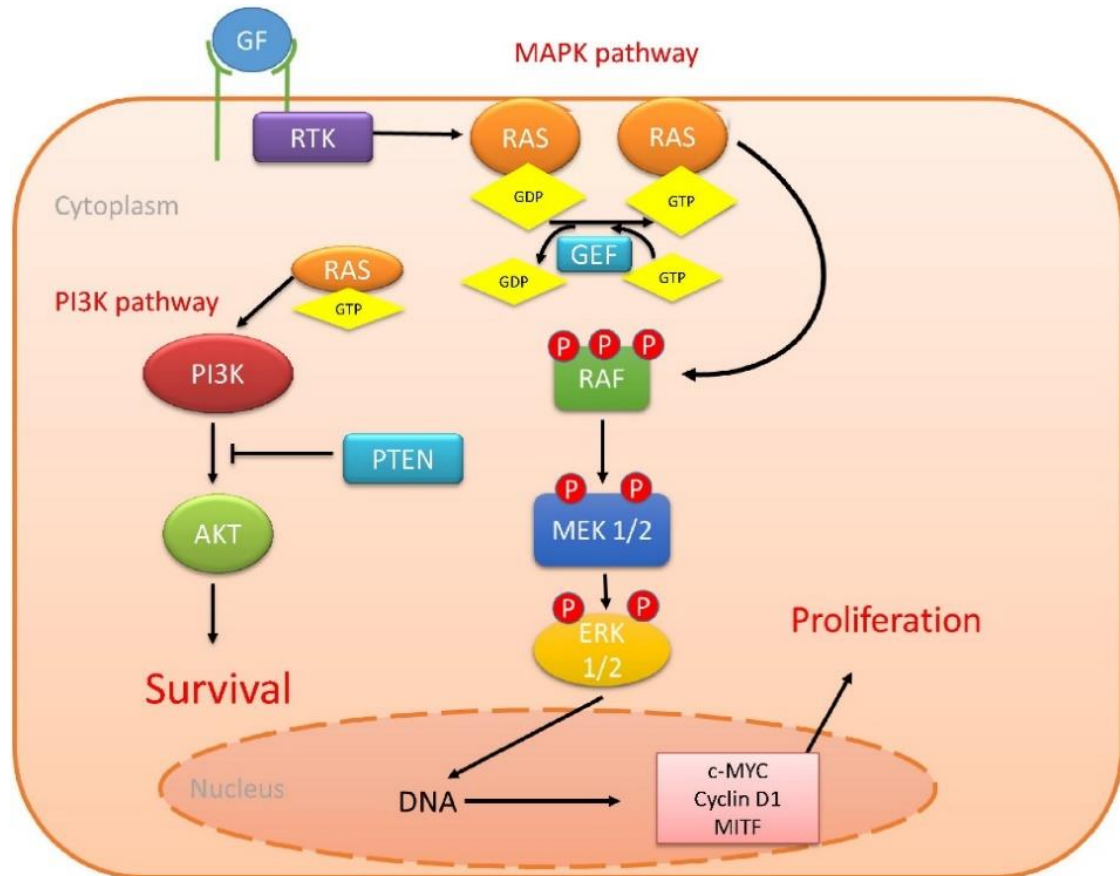 GF
MAPK pathway
RTK
RAS
RAS
GDP
GTP
Cytoplasm
GEF
GDP
GTP
RAS
GTP
PI3K pathway
PI3K
P
P
P
RAF
PTEN
P
P
MEK 1/2
AKT
P
P
ERK
1/2
Proliferation
Survival
Nucleus
DNA
c-MYC
Cyclin D1
MITF